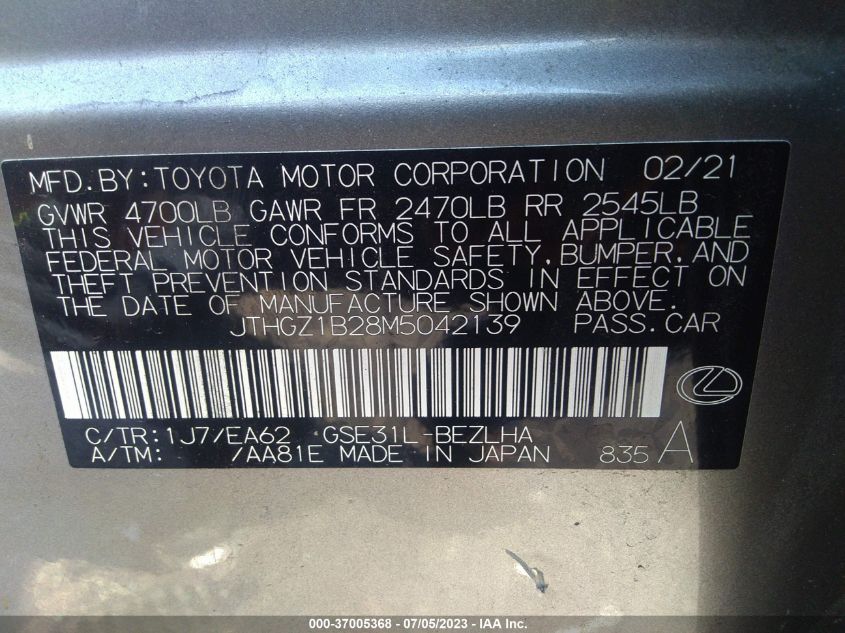 MFD. BY: TOYOTA MOTOR CORPORATION 02/21
GVWR 4700LB GAWR FR 2470LB RR 2545LB
THIS VEHICLE CONFORMS TO ALL APPLICABLE
FEDERAL MOTOR VEHICLE SAFETY, BUMPER, AND
THEFT PREVENTION STANDARDS IN EFFECT ON
THE DATE OF MANUFACTURE SHOWN ABOVE.
JTHGZ1B28M5042139 PASS. CAR
C/TR: 1J7/EA62 GSE31L-BEZLHA
A/TM: /AA81E MADE IN JAPAN 835 A
000-37005368 - 07/05/2023 - © IAA Inc.